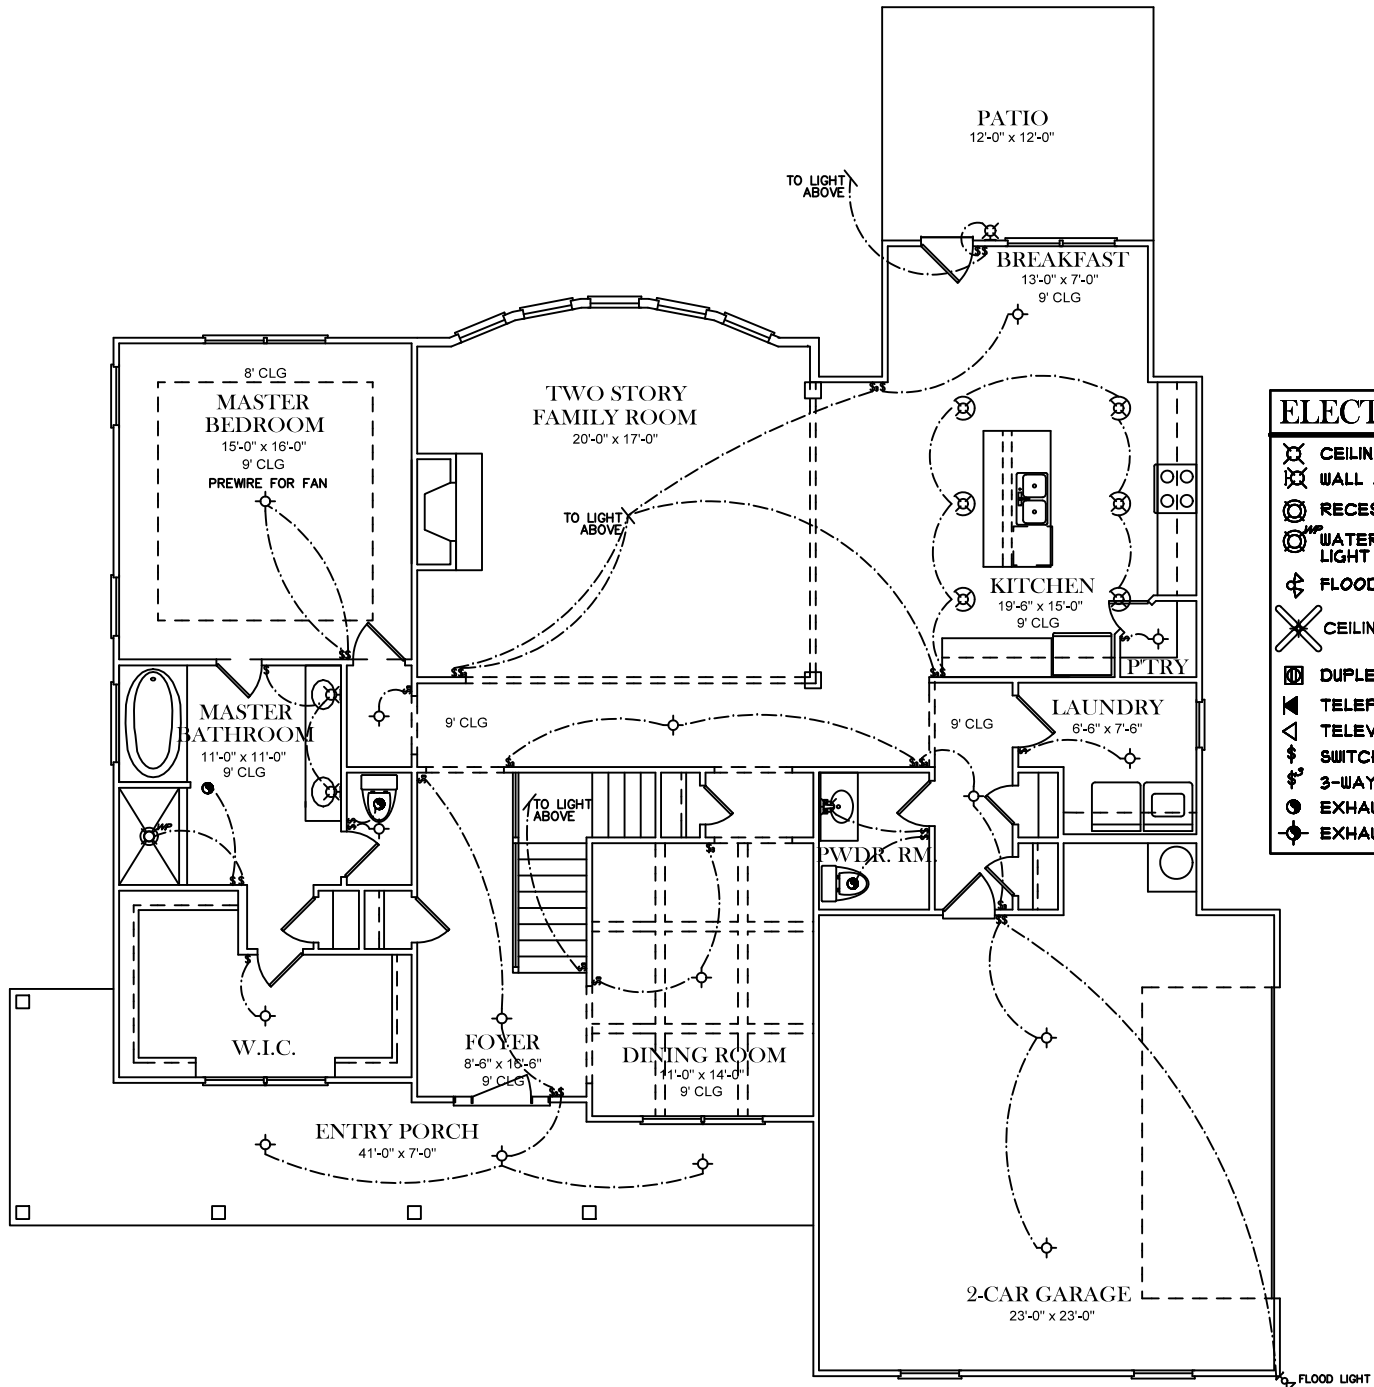 PATIO
12'-0" x 12'-0"
TO LIGHT
ABOVE
BREAKFAST
13'-0" x 7'-0"
9' CLG
8' CLG
MASTER
BEDROOM
15'-0" x 16'-0"
9' CLG
PREWIRE FOR FAN
TWO STORY
FAMILY ROOM
20'-0" x 17'-0"
TO LIGHT
ABOVE
KITCHEN
19'-6" x 15'-0"
9' CLG
P'TRY
MASTER
BATHROOM
11'-0" x 11'-0"
9' CLG
9' CLG
9' CLG
LAUNDRY
6'-6" x 7'-6"
WP
TO LIGHT
ABOVE
PWDR. RM.
W.I.C.
FOYER
8'-6" x 16'-6"
9' CLG
DINING ROOM
11'-0" x 14'-0"
9' CLG
ENTRY PORCH
41'-0" x 7'-0"
2-CAR GARAGE
23'-0" x 23'-0"
FLOOD LIGHT
ELECT
CEILIN
WALL
RECES
WP WATER
LIGHT
FLOOD
CEILIN
DUPLE
TELEF
TELEV
$ SWITC
$3 3-WAY
EXHAU
EXHAU